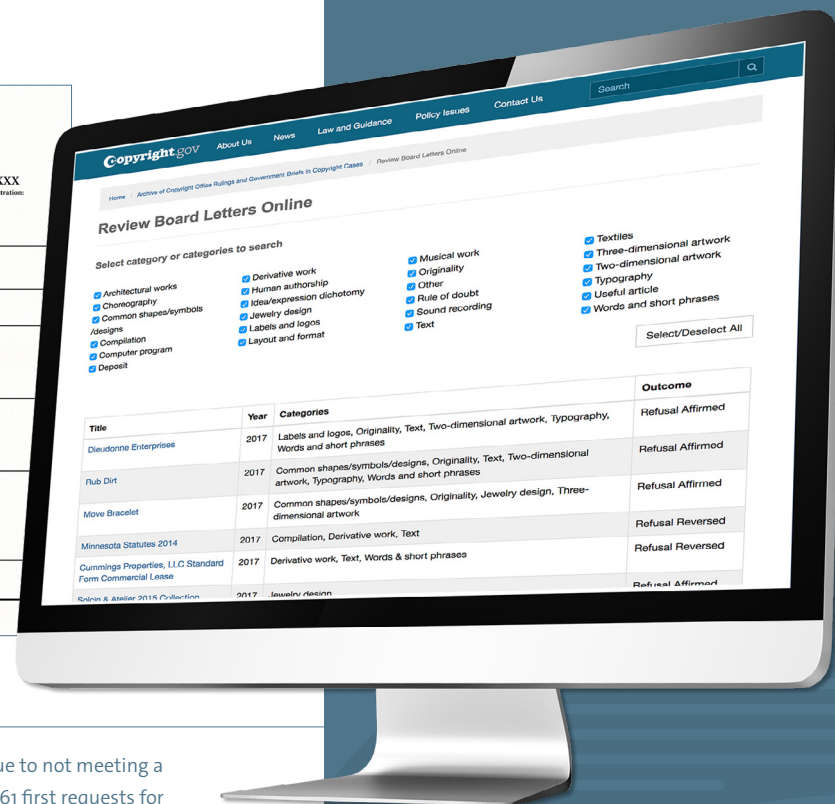 XXX
tration:
Copyright.gov About Us News Law and Guidance Policy Issues Contact Us Search
Home / Archive of Copyright Office Rulings and Government Briefs in Copyright Cases / Review Board Letters Online
Review Board Letters Online
Select category or categories to search
Architectural works
Choreography
Common shapes/symbols
/designs
Compilation
Computer program
Deposit
Derivative work
Human authorship
Idea/expression dichotomy
Jewelry design
Labels and logos
Layout and format
Musical work
Originality
Other
Rule of doubt
Sound recording
Text
Textiles
Three-dimensional artwork
Two-dimensional artwork
Typography
Useful article
Words and short phrases
Select/Deselect All
Title Year Categories Outcome
Dieudonne Enterprises 2017 Labels and logos, Originality, Text, Two-dimensional artwork, Typography, Refusal Affirmed
Words and short phrases
Rub Dirt 2017 Common shapes/symbols/designs, Originality, Text, Two-dimensional Refusal Affirmed
artwork, Typography, Words and short phrases
Move Bracelet 2017 Common shapes/symbols/designs, Originality, Jewelry design, Three- Refusal Affirmed
dimensional artwork
Minnesota Statutes 2014 2017 Compilation, Derivative work, Text Refusal Reversed
Cummings Properties, LLC Standard 2017 Derivative work, Text, Words & short phrases Refusal Reversed
Form Commercial Lease
Solcin & Atelier 2015 Collection 2017 Jewelry design Refusal Affirmed
ue to not meeting a
61 first requests for